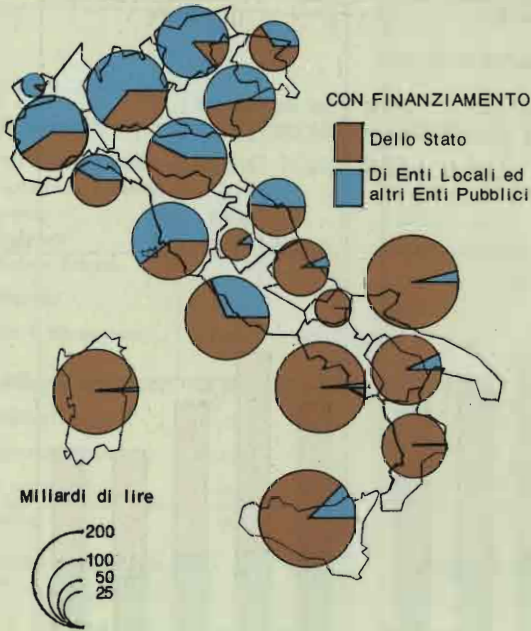 CON FINANZIAMENTO
Dello Stato
Di Enti Locali ed
altri Enti Pubblici
Miliardi di lire
200
100
50
25